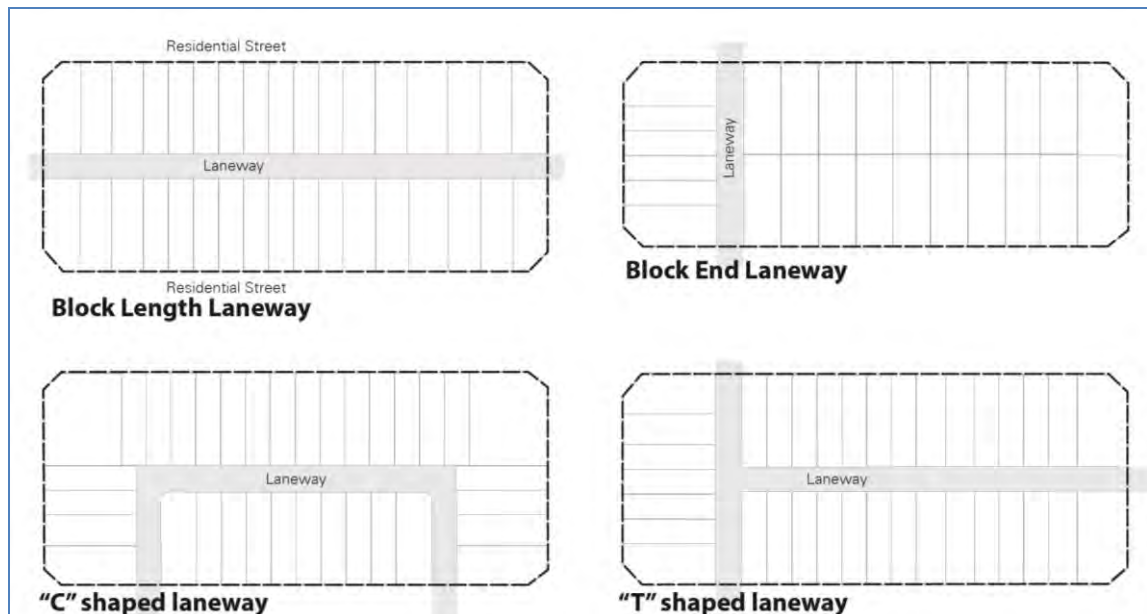 Residential Street
Laneway
Residential Street
Block Length Laneway
Laneway
Block End Laneway
Laneway
"C" shaped laneway
Laneway
"T" shaped laneway